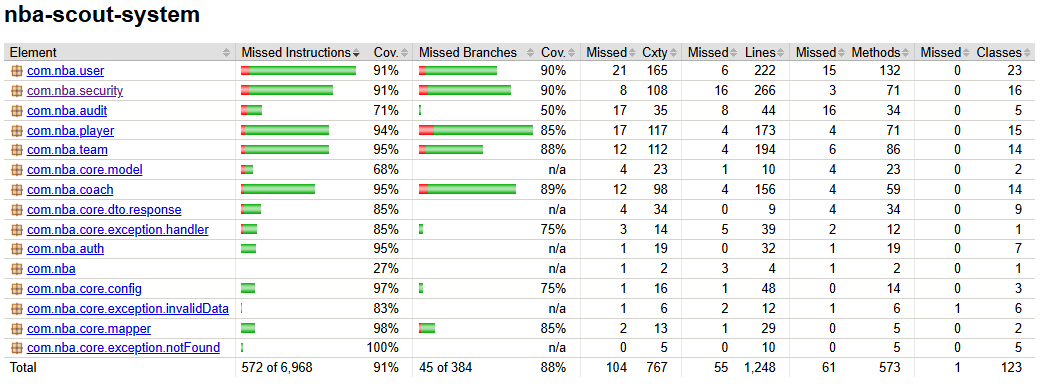 nba-scout-system
Element Missed Instructions Cov. Missed Branches Cov. Missed Cxty Missed Lines Missed Methods Missed Classes
com.nba.user 91% 90% 21 165 6 222 15 132 0 23
com.nba.security 91% 90% 8 108 16 266 3 71 0 16
com.nba.audit 71% 50% 17 35 8 44 16 34 0 5
com.nba.player 94% 85% 17 117 4 173 4 71 0 15
com.nba.team 95% 88% 12 112 4 194 6 86 0 14
com.nba.core.model 68% n/a 4 23 1 10 4 23 0 2
com.nba.coach 95% 89% 12 98 4 156 4 59 0 14
com.nba.core.dto.response 85% n/a 4 34 0 9 4 34 0 9
com.nba.core.exception.handler 85% 75% 3 14 5 39 2 12 0 1
com.nba.auth 95% n/a 1 19 0 32 1 19 0 7
com.nba 27% n/a 1 2 3 4 1 2 0 1
com.nba.core.config 97% 75% 1 16 1 48 0 14 0 3
com.nba.core.exception.invalidData 83% n/a 1 6 2 12 1 6 1 6
com.nba.core.mapper 98% 85% 2 13 1 29 0 5 0 2
com.nba.core.exception.notFound 100% n/a 0 5 0 10 0 5 0 5
Total 572 of 6,968 91% 45 of 384 88% 104 767 55 1,248 61 573 1 123